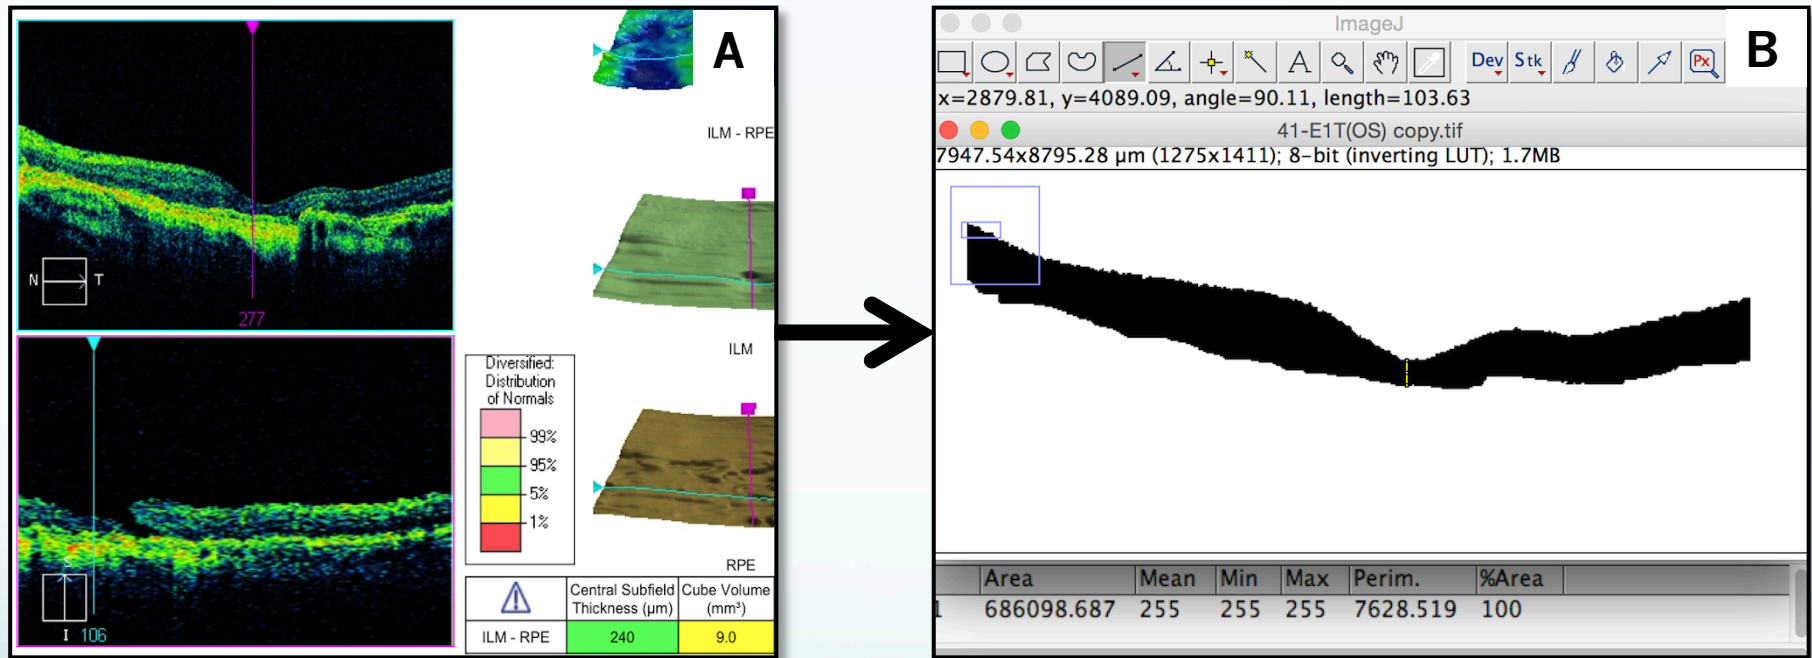 A
N
T
277
I 106
ILM - RPE
ILM
RPE
Diversified:
Distribution
of Normals
99%
95%
5%
1%
Central Subfield
Thickness (µm)
Cube Volume
(mm³)
ILM - RPE
240
9.0
B
ImageJ
A
Dev
Stk
Px
x=2879.81, y=4089.09, angle=90.11, length=103.63
41-E1T(OS) copy.tif
7947.54x8795.28 µm (1275x1411); 8-bit (inverting LUT); 1.7MB
Area Mean Min Max Perim. %Area
1 686098.687 255 255 255 7628.519 100